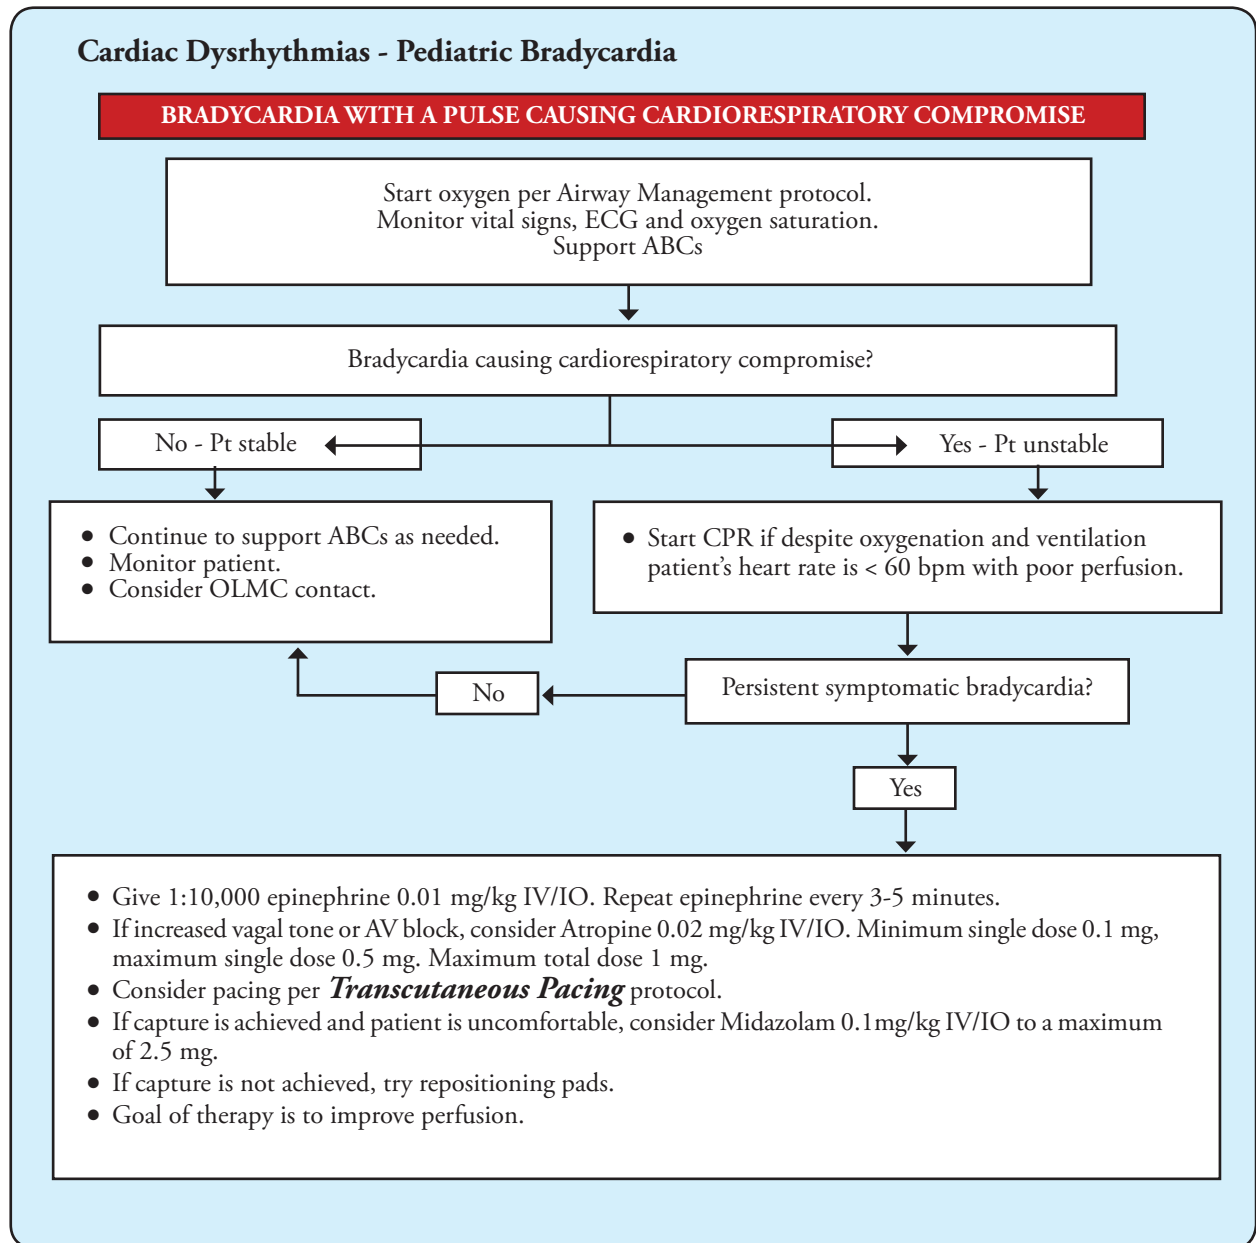 Cardiac Dysrhythmias - Pediatric Bradycardia
BRADYCARDIA WITH A PULSE CAUSING CARDIORESPIRATORY COMPROMISE
Start oxygen per Airway Management protocol.
Monitor vital signs, ECG and oxygen saturation.
Support ABCs
Bradycardia causing cardiorespiratory compromise?
No - Pt stable
Yes - Pt unstable
• Continue to support ABCs as needed.
• Monitor patient.
• Consider OLMC contact.
• Start CPR if despite oxygenation and ventilation
patient's heart rate is < 60 bpm with poor perfusion.
Persistent symptomatic bradycardia?
No
Yes
• Give 1:10,000 epinephrine 0.01 mg/kg IV/IO. Repeat epinephrine every 3-5 minutes.
• If increased vagal tone or AV block, consider Atropine 0.02 mg/kg IV/IO. Minimum single dose 0.1 mg,
maximum single dose 0.5 mg. Maximum total dose 1 mg.
• Consider pacing per Transcutaneous Pacing protocol.
• If capture is achieved and patient is uncomfortable, consider Midazolam 0.1mg/kg IV/IO to a maximum
of 2.5 mg.
• If capture is not achieved, try repositioning pads.
• Goal of therapy is to improve perfusion.